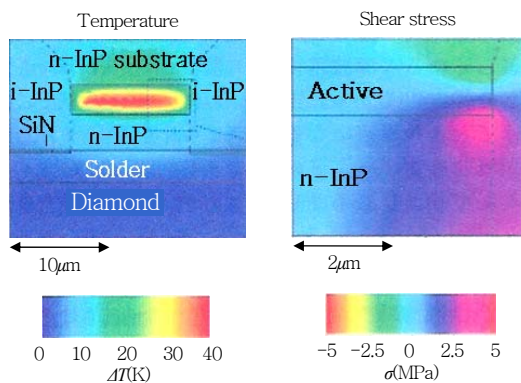 Temperature
n-InP substrate
i-InP
i-InP
SiN
n-InP
Solder
Diamond
10μm
0 10 20 30 40
ΔT(K)
Shear stress
Active
n-InP
2μm
−5 −2.5 0 2.5 5
σ(MPa)